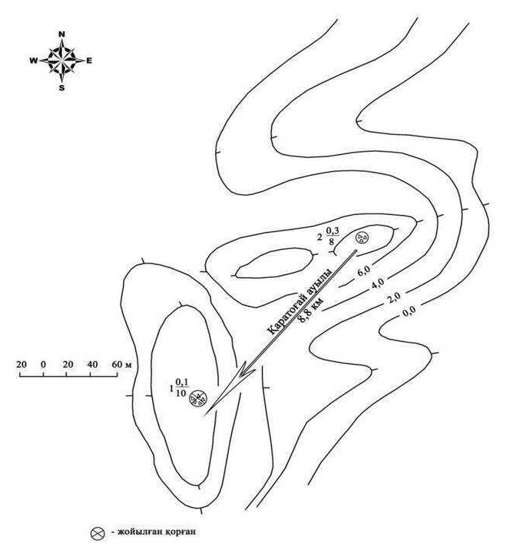 N
W E
S
2 0,3
8
Қаратоғай ауылы
8,8 км
6,0
4,0
2,0
0,0
20 0 20 40 60 м
1 0,1
10
- жойылған қорған